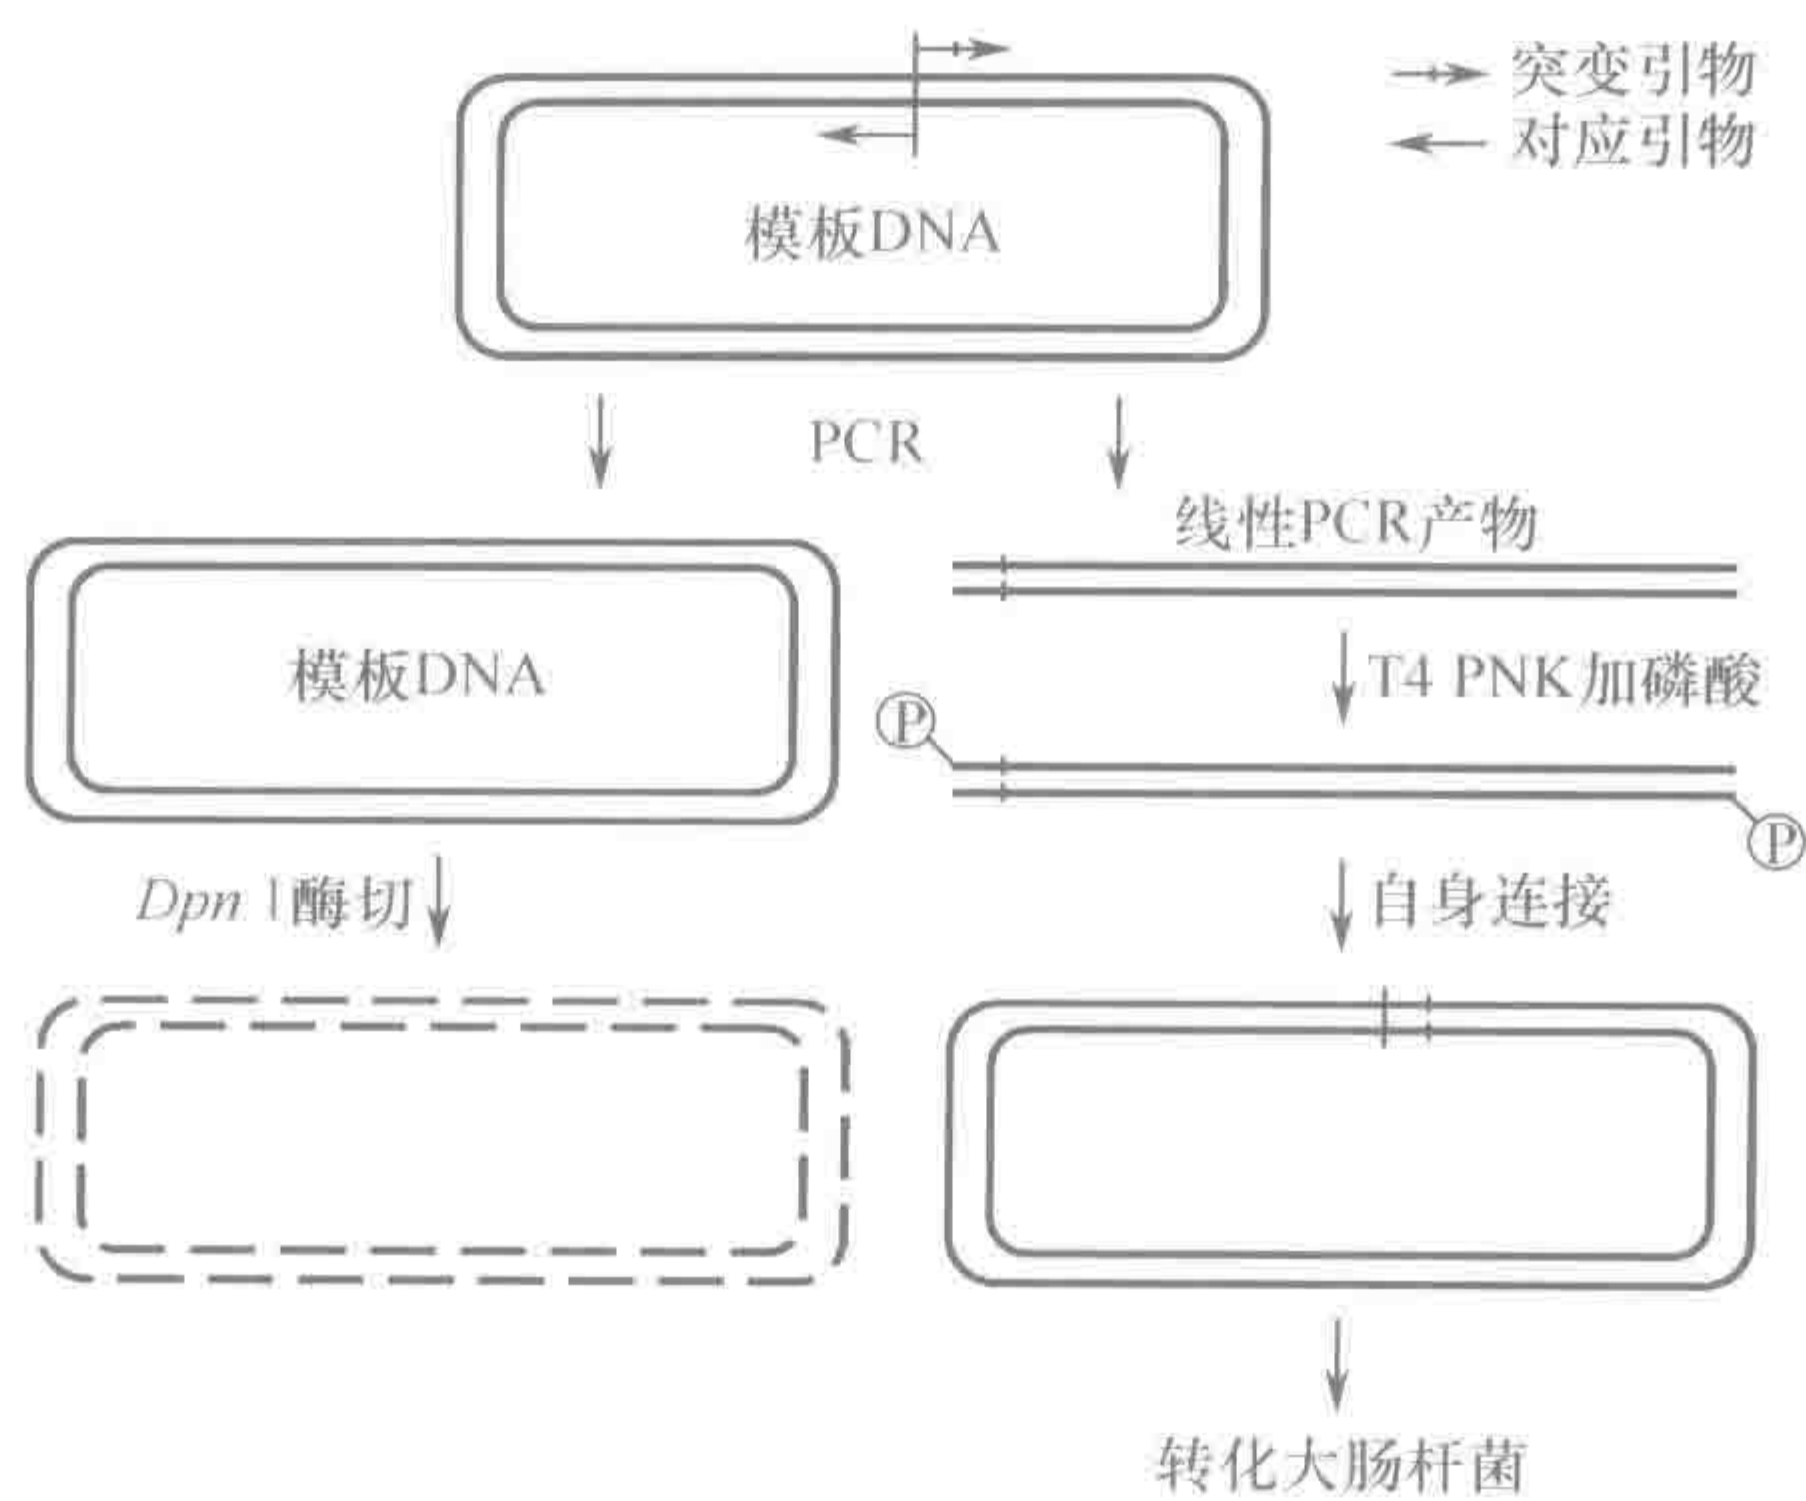 突变引物
对应引物
模板DNA
PCR
线性PCR产物
模板DNA
T4 PNK加磷酸
P
P
Dpn I酶切
自身连接
转化大肠杆菌